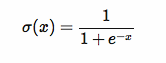 σ(x) = 1 / (1 + e^{-x})